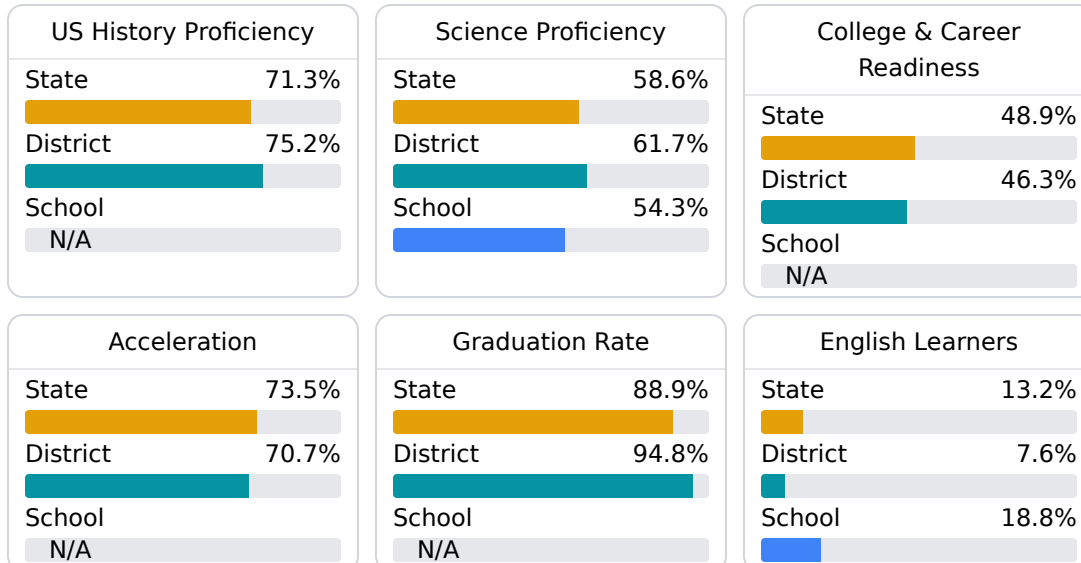 US History Proficiency
State 71.3%
District 75.2%
School
N/A
Science Proficiency
State 58.6%
District 61.7%
School 54.3%
College & Career
Readiness
State 48.9%
District 46.3%
School
N/A
Acceleration
State 73.5%
District 70.7%
School
N/A
Graduation Rate
State 88.9%
District 94.8%
School
N/A
English Learners
State 13.2%
District 7.6%
School 18.8%